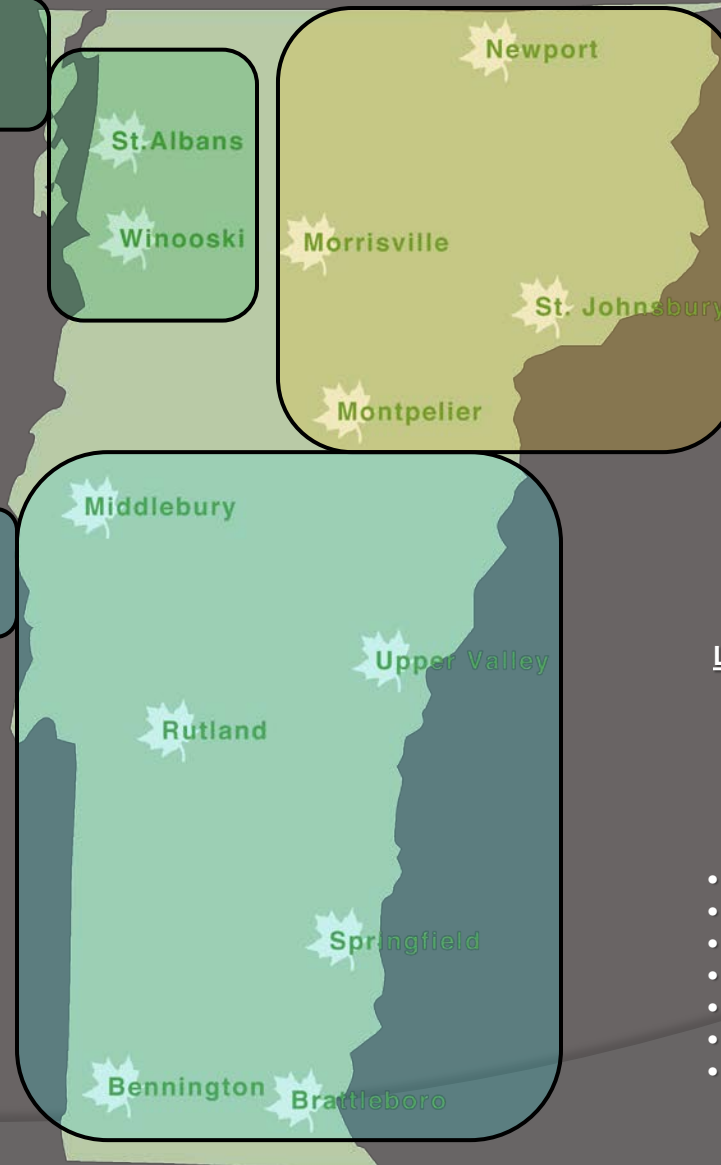 Newport
St.Albans
Winooski
Morrisville
St. Johnsbury
Montpelier
Middlebury
Upper Valley
Rutland
Springfield
Bennington
Brattleboro
L